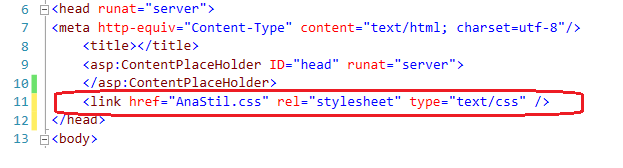 6 <head runat="server">
7 <meta http-equiv="Content-Type" content="text/html; charset=utf-8"/>
8 <title></title>
9 <asp:ContentPlaceHolder ID="head" runat="server">
10 </asp:ContentPlaceHolder>
11 <link href="AnaStil.css" rel="stylesheet" type="text/css" />
12 </head>
13 <body>